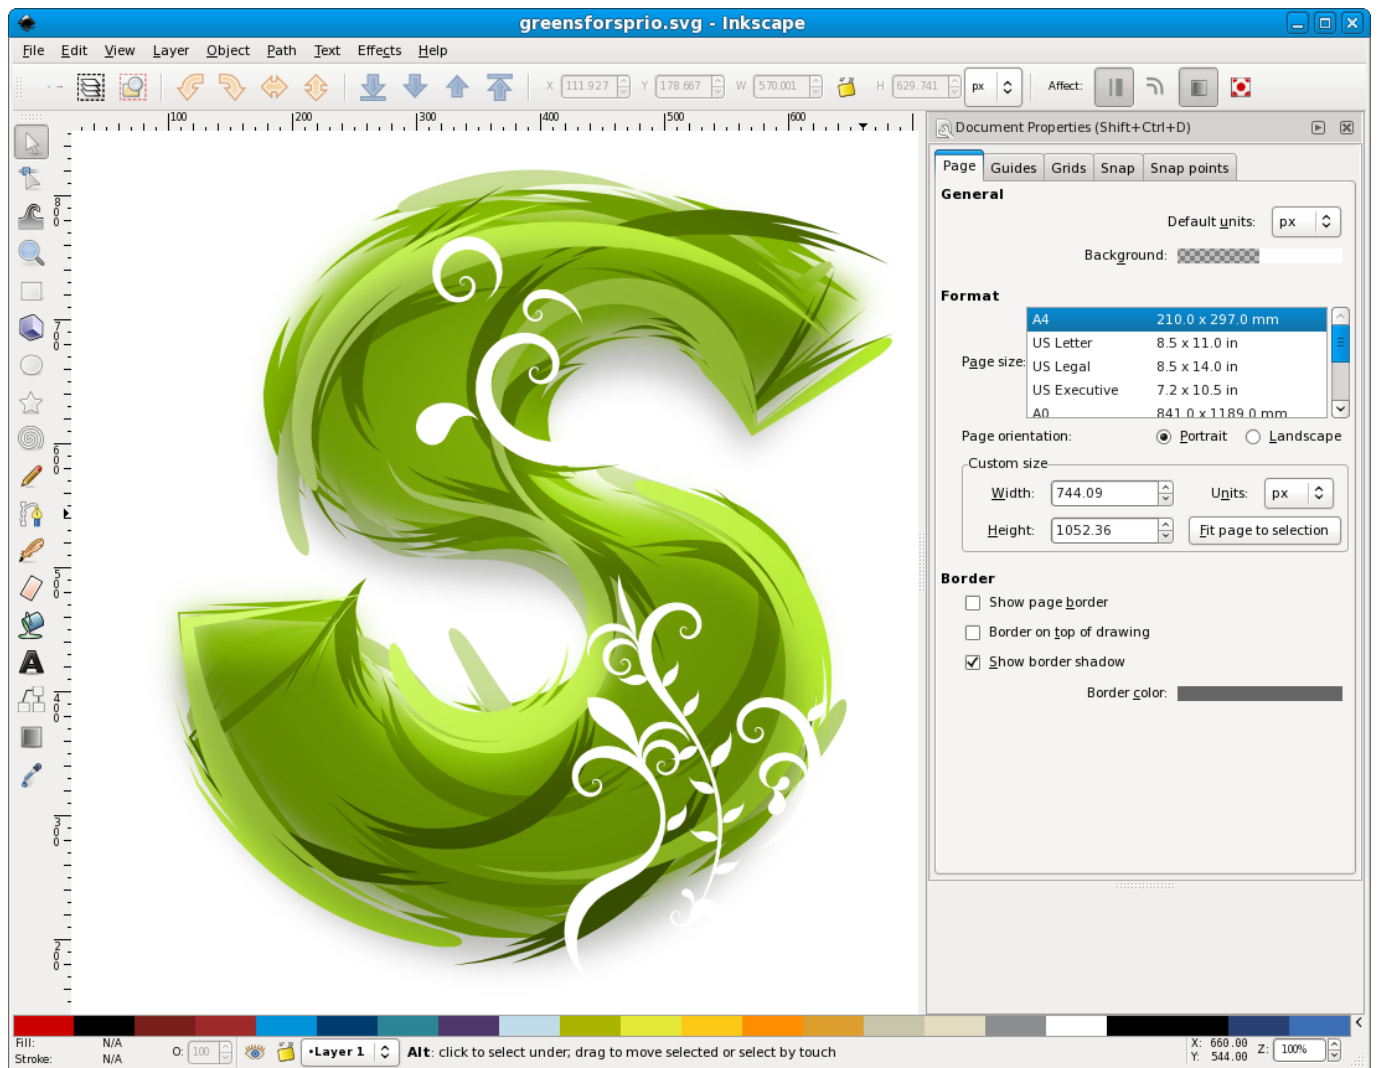 greensforsprio.svg - Inkscape
File Edit View Layer Object Path Text Effects Help
X 111.927 Y 178.667 W 570.001 H 629.741 px Affect:
100 200 300 400 500 600
Document Properties (Shift+Ctrl+D)
Page Guides Grids Snap Snap points
General
Default units: px
Background:
Format
Page size:
A4 210.0 x 297.0 mm
US Letter 8.5 x 11.0 in
US Legal 8.5 x 14.0 in
US Executive 7.2 x 10.5 in
A0 841.0 x 1189.0 mm
Page orientation: Portrait Landscape
Custom size
Width: 744.09 Units: px
Height: 1052.36 Fit page to selection
Border
Show page border
Border on top of drawing
Show border shadow
Border color:
800
700
600
500
400
300
200
S
Fill: N/A
Stroke: N/A
O: 100
•Layer 1
Alt: click to select under; drag to move selected or select by touch
X: 660.00
Y: 544.00
Z: 100%